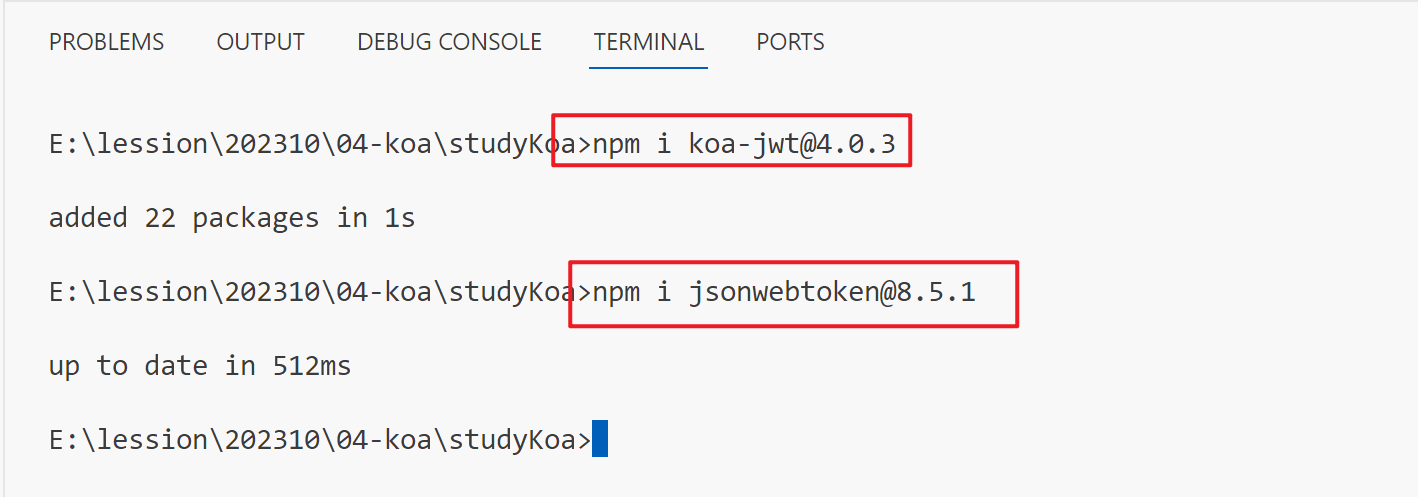 PROBLEMS OUTPUT DEBUG CONSOLE TERMINAL PORTS
E:\lession\202310\04-koa\studyKoa>npm i koa-jwt@4.0.3
added 22 packages in 1s
E:\lession\202310\04-koa\studyKoa>npm i jsonwebtoken@8.5.1
up to date in 512ms
E:\lession\202310\04-koa\studyKoa>